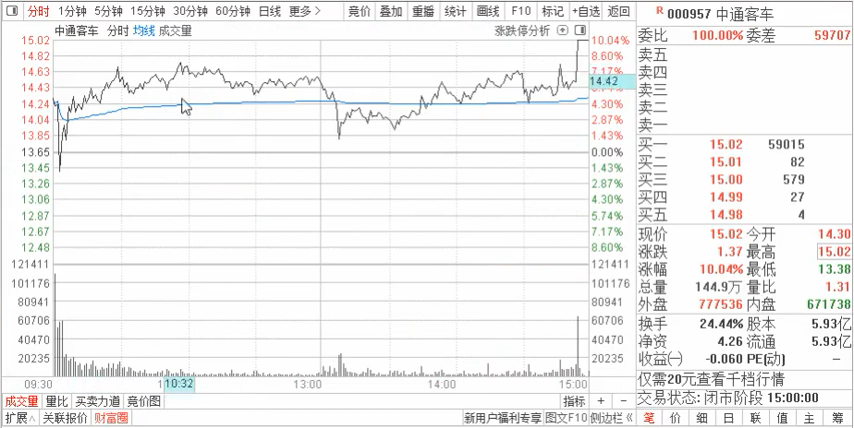 分时 1分钟 5分钟 15分钟 30分钟 60分钟 日线 更多 竞价 叠加 重播 统计 画线 F10 标记 +自选 返回
R 000957 中通客车
中通客车 分时 均线 成交量 涨跌停分析
委比 100.00% 委差 59707
15.02 10.04%
14.82 8.60%
14.63 7.17%
14.42
14.43
14.24 4.30%
14.04 2.87%
13.85 1.43%
13.65 0.00%
13.45 1.43%
13.26 2.87%
13.06 4.30%
12.87 5.74%
12.67 7.17%
12.48 8.60%
121411 121411
101176 101176
80941 80941
60706 60706
40470 40470
20235 20235
09:30 10:32 13:00 14:00 15:00
卖五
卖四
卖三
卖二
卖一
买一 15.02 59015
买二 15.01 82
买三 15.00 579
买四 14.99 27
买五 14.98 4
现价 15.02 今开 14.30
涨跌 1.37 最高 15.02
涨幅 10.04% 最低 13.38
总量 144.9万 量比 1.31
外盘 777536 内盘 671738
换手 24.44% 股本 5.93亿
净资 4.26 流通 5.93亿
收益㈠ -0.060 PE[动] –
仅需20元查看千档行情
交易状态: 闭市阶段 15:00:00
成交量 量比 买卖力道 竞价图 指标 + -
扩展∧ 关联报价 财富圈 新用户福利专享 图文F10 侧边栏《
笔 价 细 日 联 值 主 筹